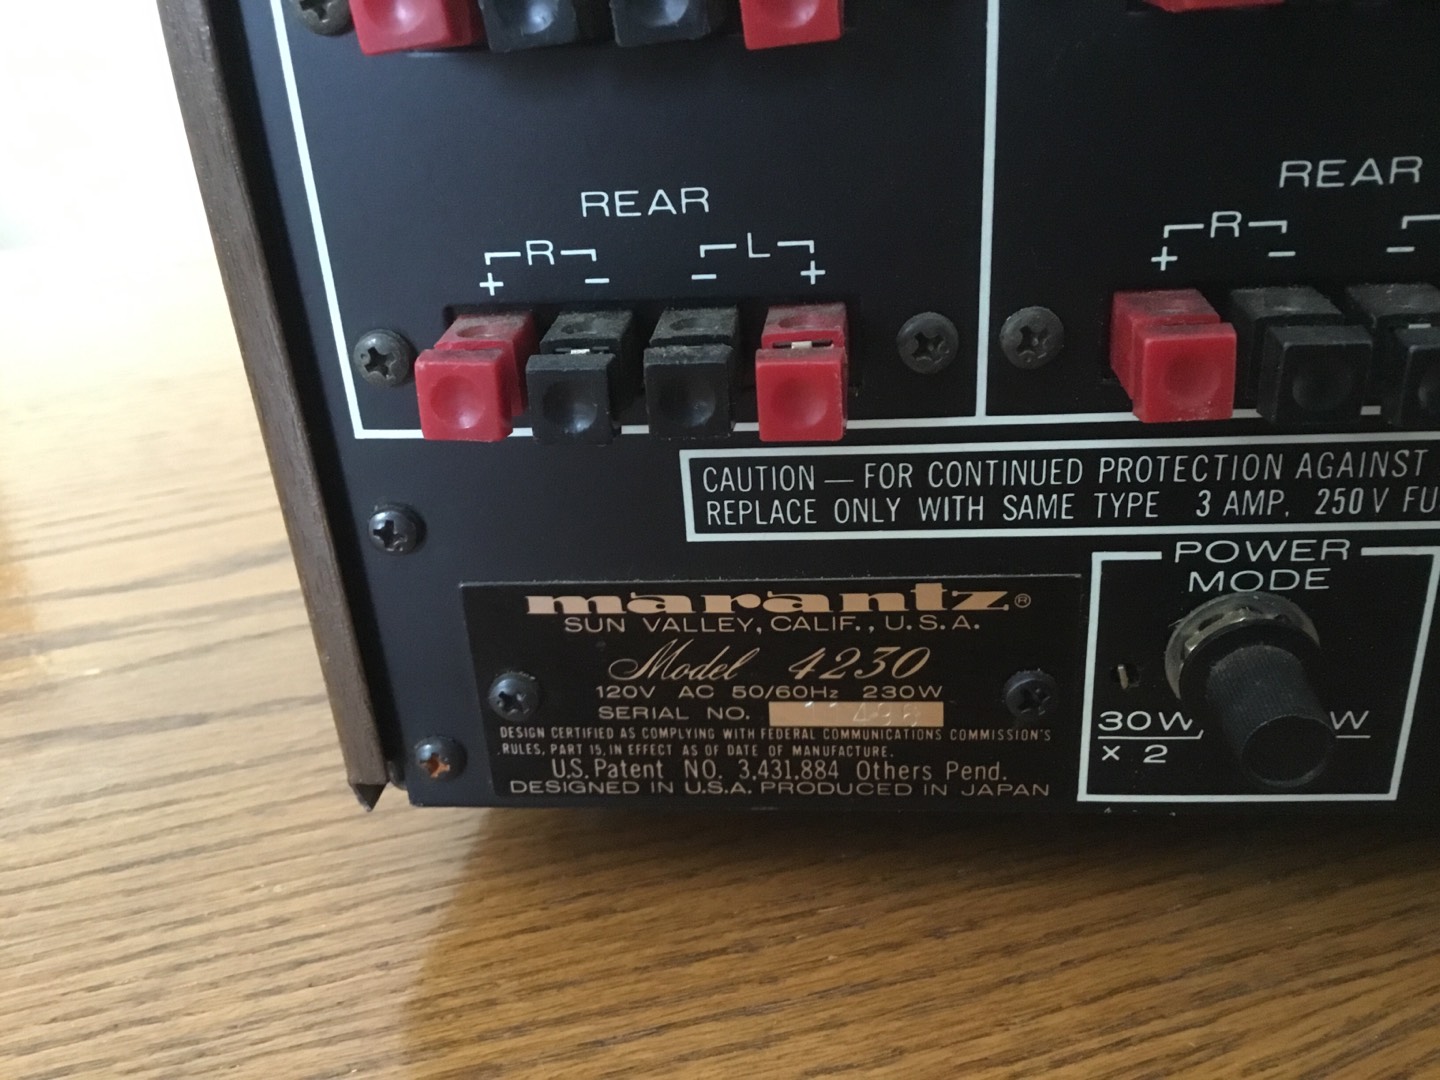 REAR
R
L
+ − − +
REAR
R
+ − −
CAUTION — FOR CONTINUED PROTECTION AGAINST
REPLACE ONLY WITH SAME TYPE 3 AMP. 250V
POWER
MODE
30W
X 2
W
marantz®
SUN VALLEY, CALIF., U.S.A.
Model 4230
120V AC 50/60Hz 230W
SERIAL NO.
DESIGN CERTIFIED AS COMPLYING WITH FEDERAL COMMUNICATIONS COMMISSION'S
RULES, PART 15, IN EFFECT AS OF DATE OF MANUFACTURE.
U.S. Patent NO. 3,431,884 Others Pend.
DESIGNED IN U.S.A. PRODUCED IN JAPAN